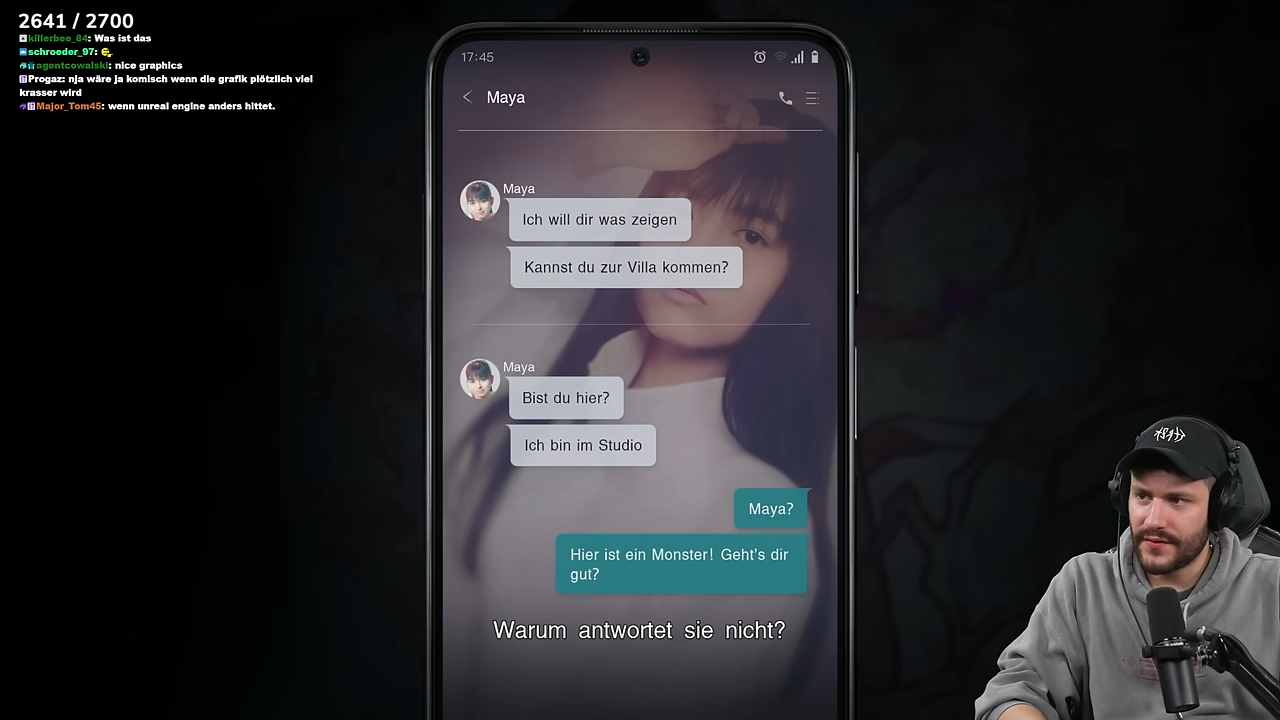 2641 / 2700
killerbee_84: Was ist das
schroeder_97:
agentcowalski: nice graphics
Progaz: nja wäre ja komisch wenn die grafik plötzlich viel
krasser wird
Major_Tom45: wenn unreal engine anders hittet.
17:45
Maya
Maya
Ich will dir was zeigen
Kannst du zur Villa kommen?
Maya
Bist du hier?
Ich bin im Studio
Maya?
Hier ist ein Monster! Geht's dir
gut?
Warum antwortet sie nicht?